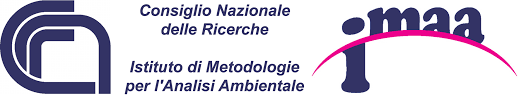 Consiglio Nazionale
delle Ricerche
Istituto di Metodologie
per l'Analisi Ambientale
imaa